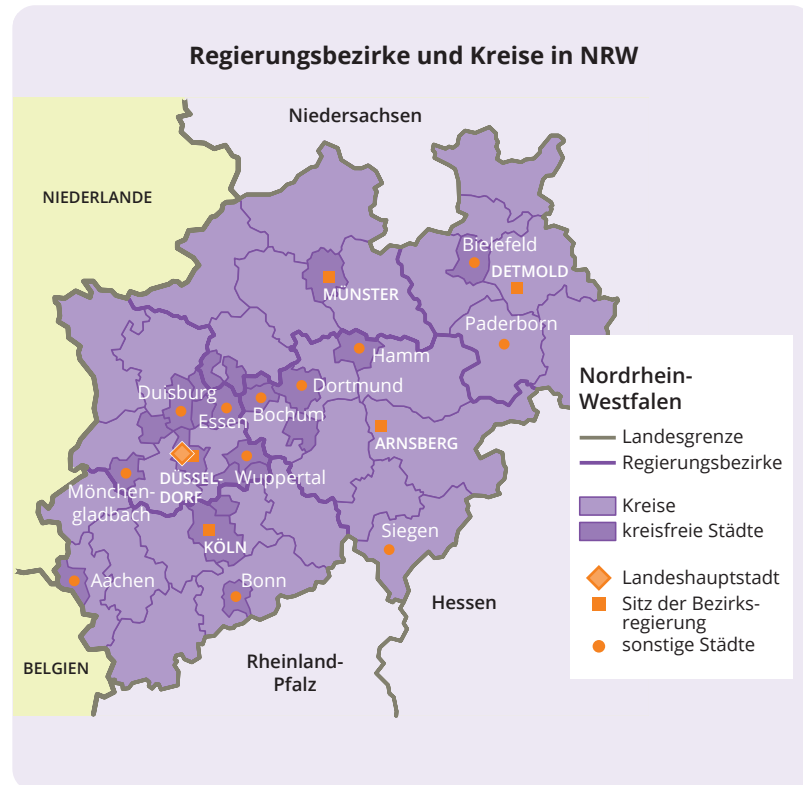 Regierungsbezirke und Kreise in NRW
Niedersachsen
NIEDERLANDE
Bielefeld
DETMOLD
MÜNSTER
Paderborn
Hamm
Duisburg
Dortmund
Essen
Bochum
ARNSBERG
DÜSSEL-
DORF
Wuppertal
Mönchen-
gladbach
KÖLN
Siegen
Aachen
Bonn
Hessen
BELGIEN
Rheinland-
Pfalz
Nordrhein-
Westfalen
Landesgrenze
Regierungsbezirke
Kreise
kreisfreie Städte
Landeshauptstadt
Sitz der Bezirks-
regierung
sonstige Städte